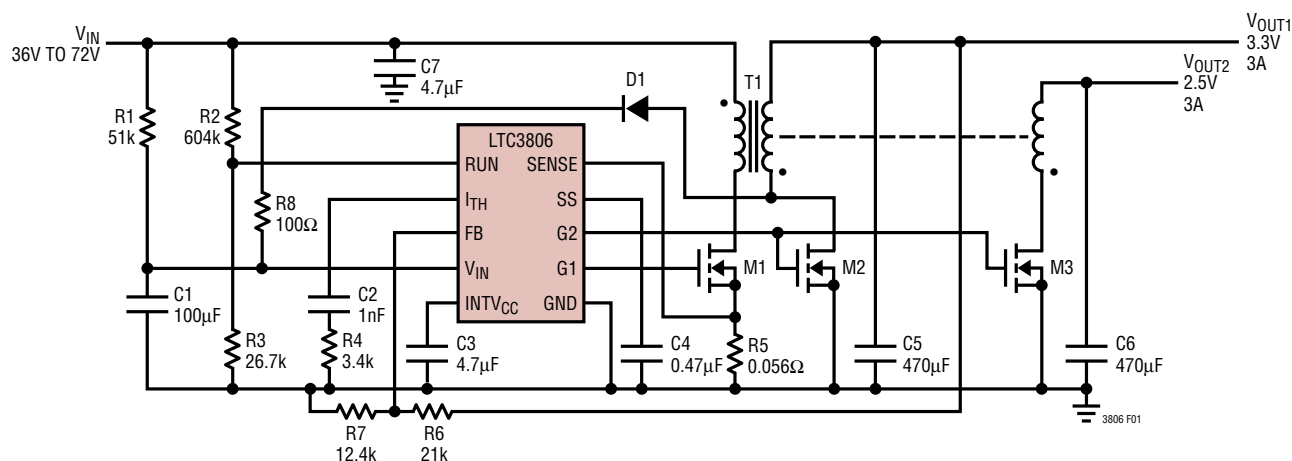 VIN
36V TO 72V
R1
51k
R2
604k
C7
4.7µF
D1
T1
VOUT1
3.3V
3A
VOUT2
2.5V
3A
LTC3806
RUN
SENSE
ITH
SS
FB
G2
VIN
G1
INTVCC
GND
R8
100Ω
M1
M2
M3
C1
100µF
C2
1nF
R3
26.7k
R4
3.4k
C3
4.7µF
C4
0.47µF
R5
0.056Ω
C5
470µF
C6
470µF
R7
12.4k
R6
21k
3806 F01